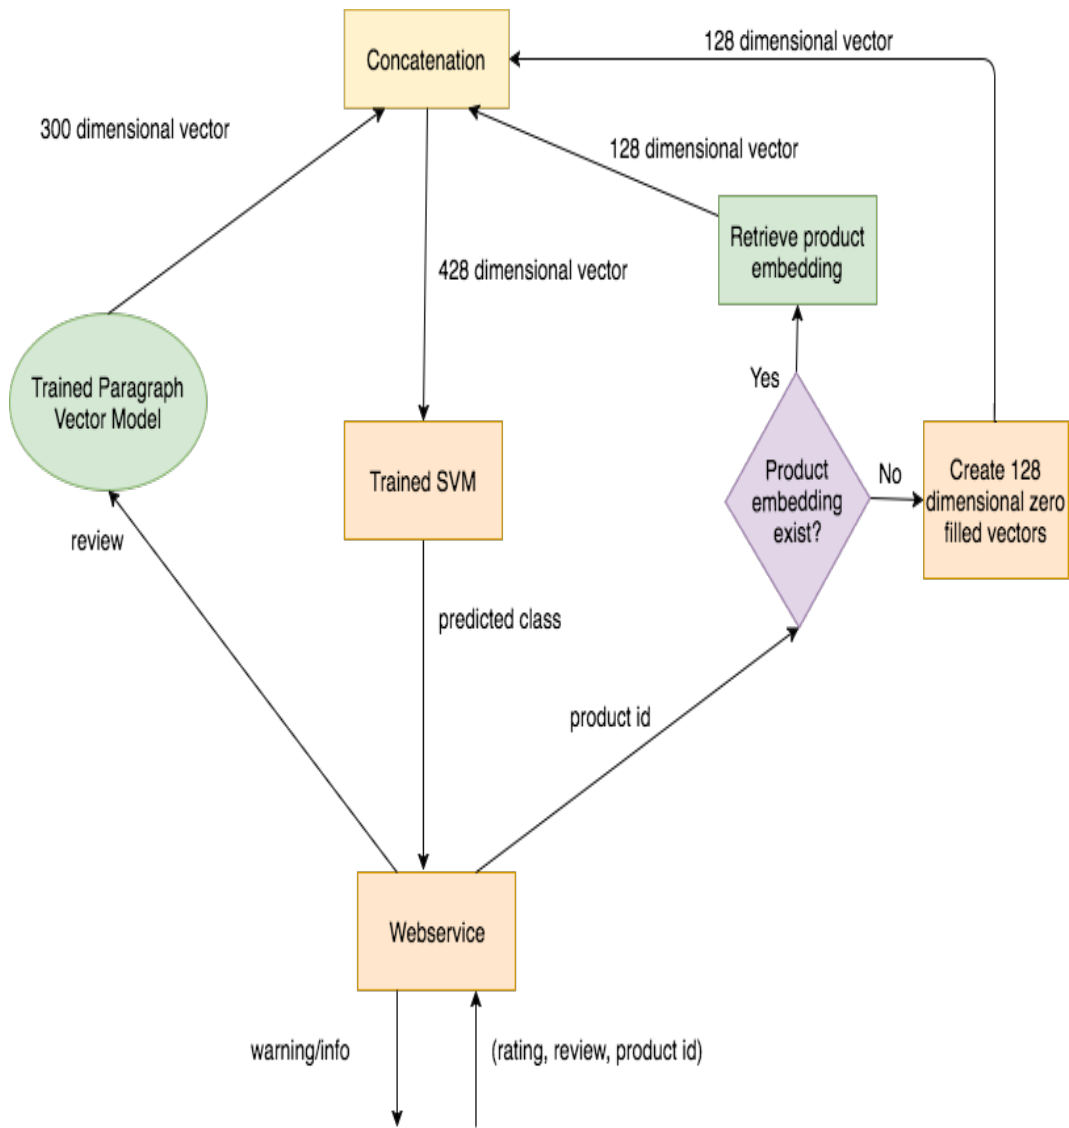 128 dimensional vector
Concatenation
300 dimensional vector
128 dimensional vector
Retrieve product
embedding
428 dimensional vector
Trained Paragraph
Vector Model
Yes
Trained SVM
Product
embedding
exist?
No
Create 128
dimensional zero
filled vectors
review
predicted class
product id
Webservice
warning/info
(rating, review, product id)